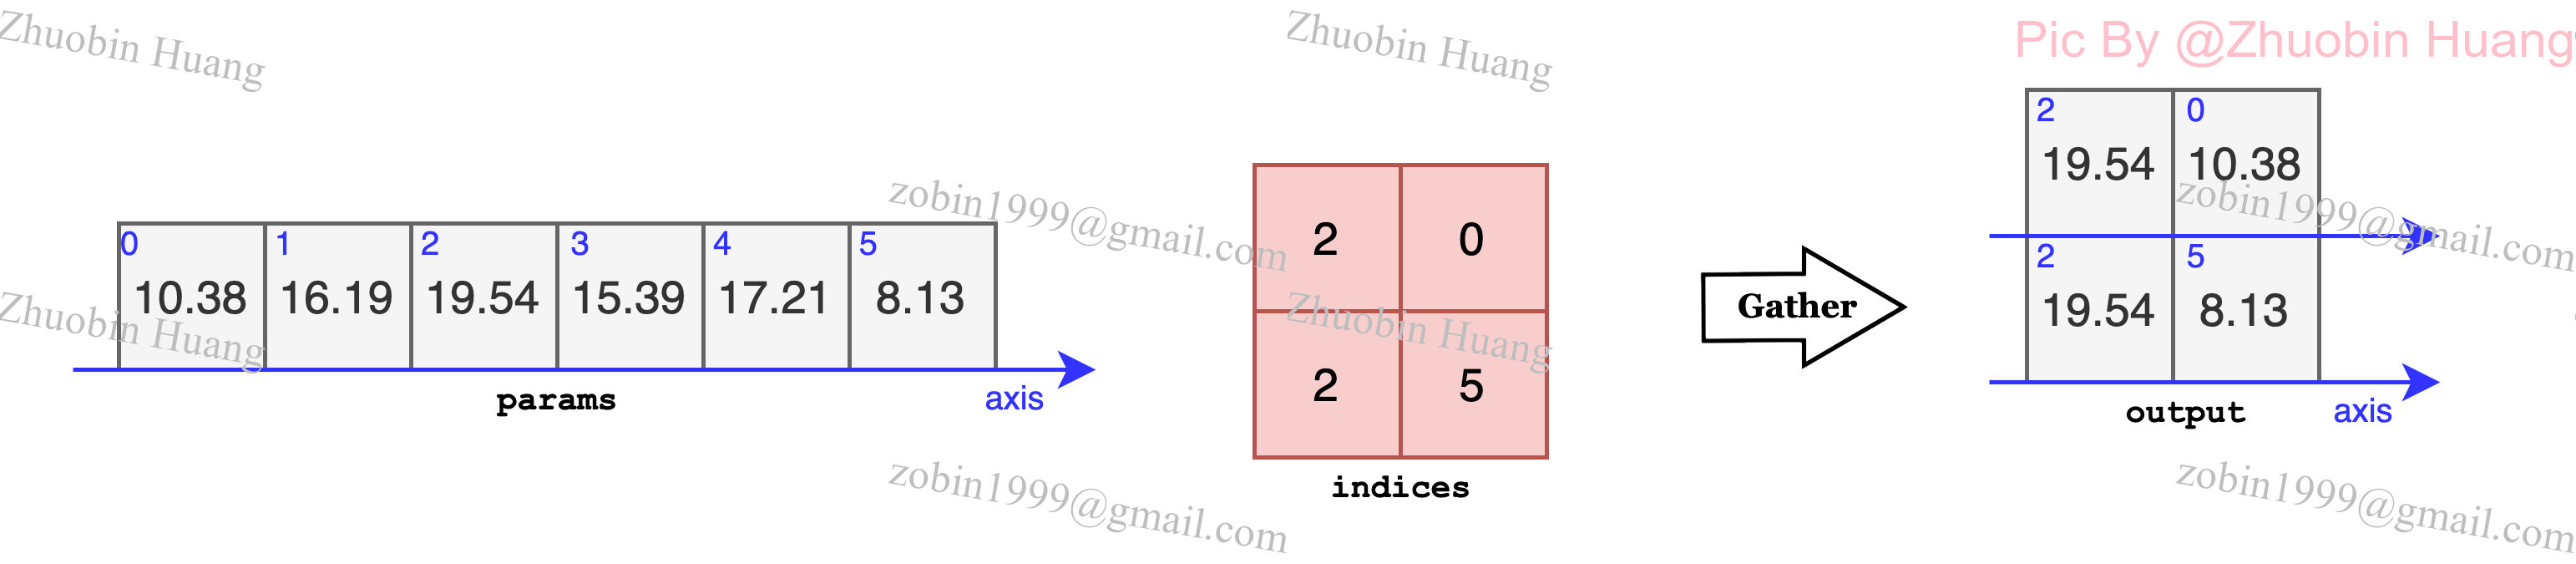 Zhuobin Huang
Zhuobin Huang
Pic By @Zhuobin Huang
2 0
19.54 10.38
zobin1999@gmail.com
zobin1999@gmail.com
2 0
0 1 2 3 4 5
10.38 16.19 19.54 15.39 17.21 8.13
2 5
19.54 8.13
Gather
Zhuobin Huang
Zhuobin Huang
2 5
params
axis
output
axis
indices
zobin1999@gmail.com
zobin1999@gmail.com